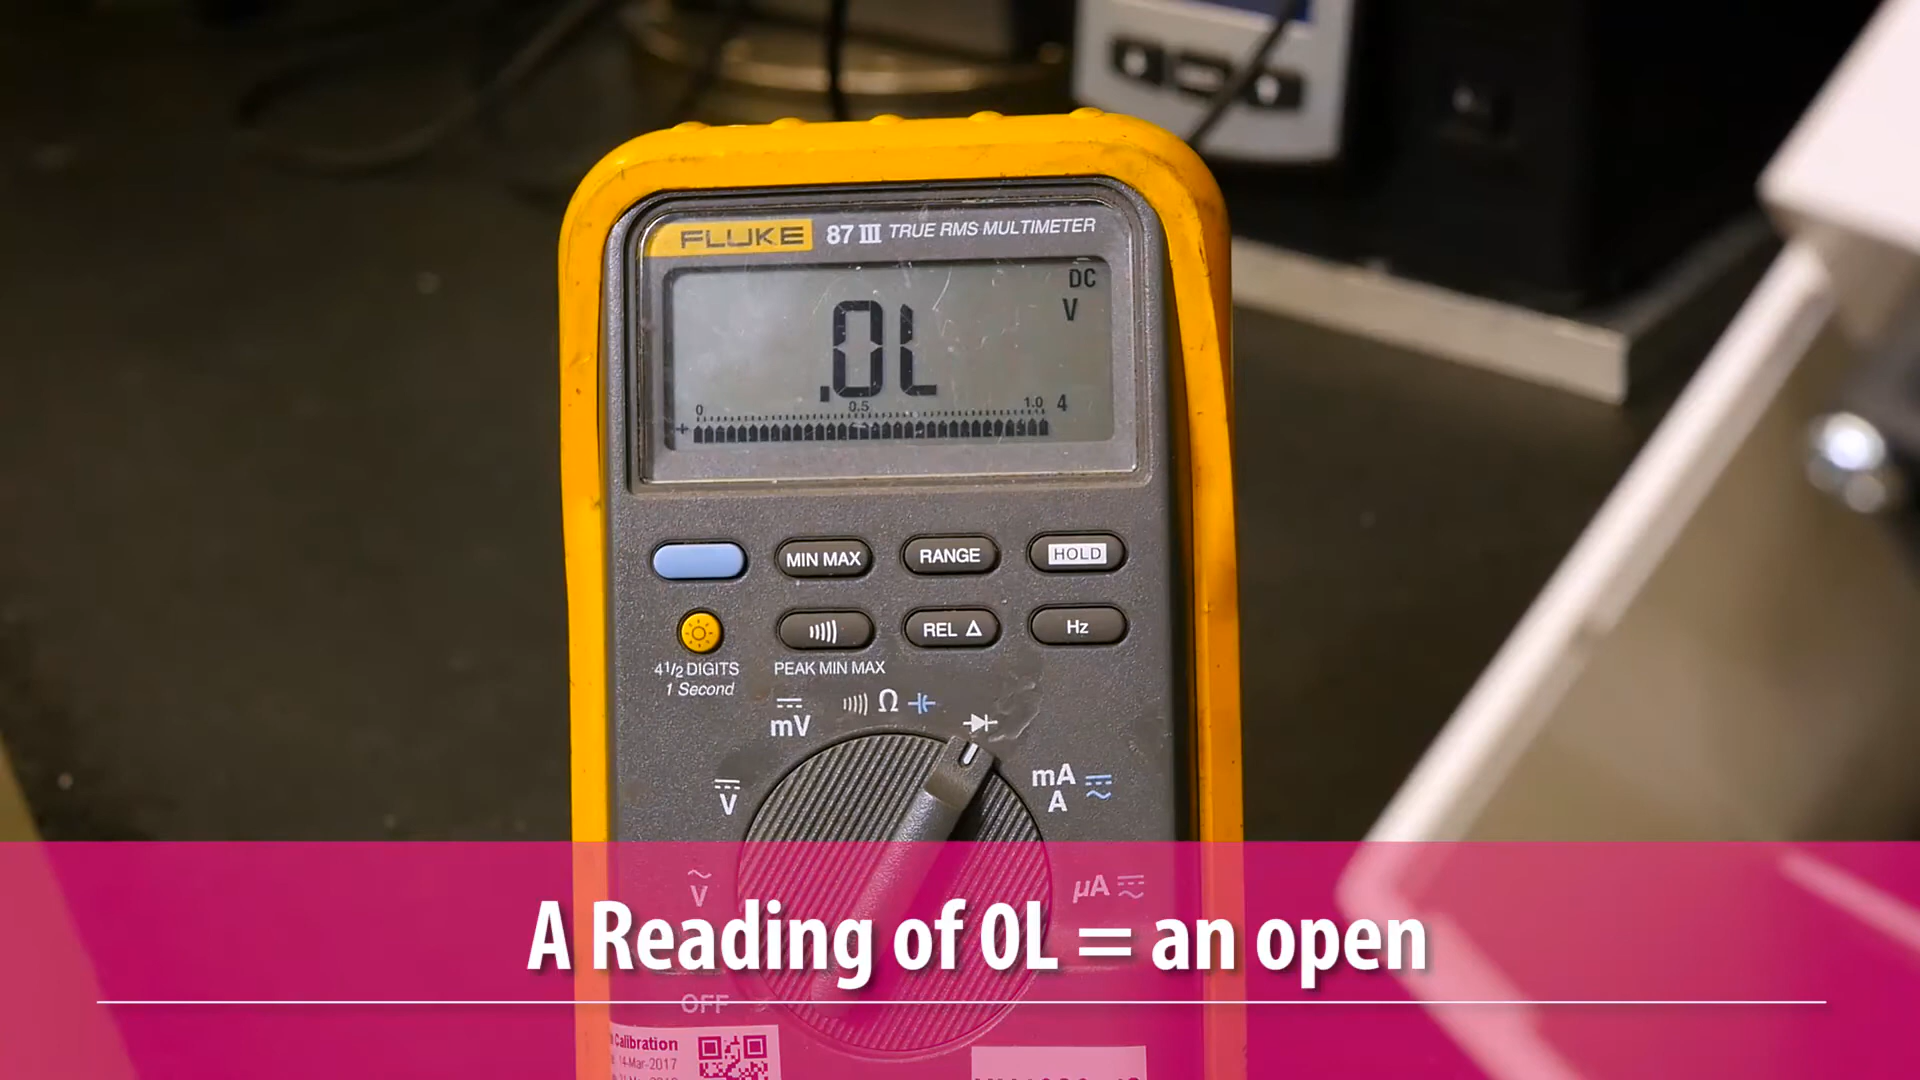 FLUKE 87 III TRUE RMS MULTIMETER
DC
V
.0L
0 0.5 1.0 4
MIN MAX RANGE HOLD
REL Δ Hz
4 1/2 DIGITS PEAK MIN MAX
1 Second
mV Ω
V mA
A
V µA
A Reading of 0L = an open
OFF
Calibration
14-Mar-2017